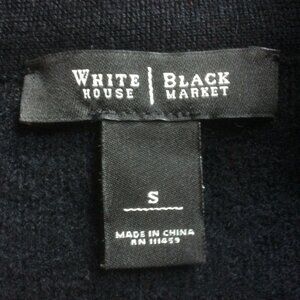 WHITE HOUSE | BLACK MARKET
S
MADE IN CHINA
RN 111459